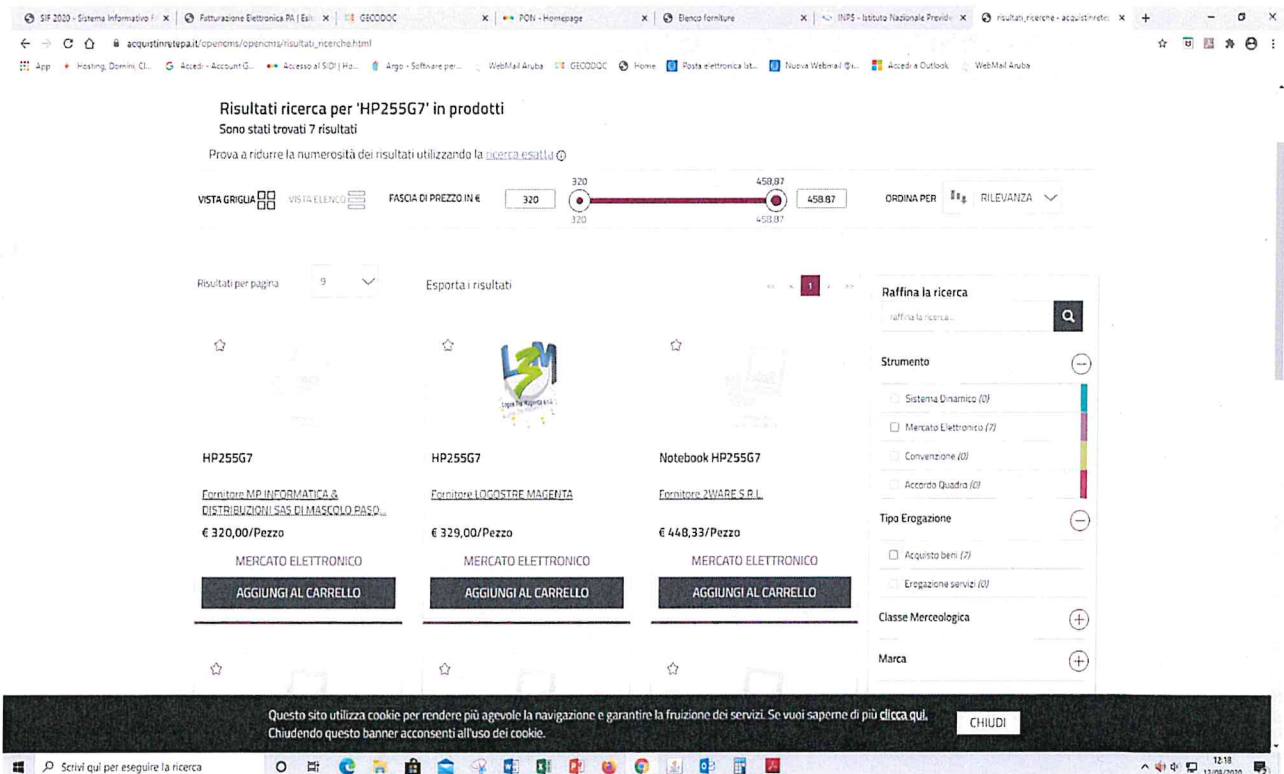 SIF 2020 - Sistema Informativo F
Fatturazione Elettronica PA | Esit
GECODOC
PON - Homepage
Elenco forniture
INPS - Istituto Nazionale Previde
risultati_ricerche - acquistinrete
acquistinretepa.it/opencms/opencms/risultati_ricerche.html
App
Hosting, Domini, Cl...
Accedi - Account G...
Accesso al SIDI | Ho...
Argo - Software per...
WebMail Aruba
GECODOC
Home
Posta elettronica Ist...
Nuova Webmail
Accedi a Outlook
WebMail Aruba
Risultati ricerca per 'HP255G7' in prodotti
Sono stati trovati 7 risultati
Prova a ridurre la numerosità dei risultati utilizzando la ricerca esatta
VISTA GRIGLIA
VISTA ELENCO
FASCIA DI PREZZO IN €
320
320
458,87
320
458.87
458.87
ORDINA PER
RILEVANZA
Risultati per pagina
9
Esporta i risultati
<< < 1 > >>
HP255G7
Fornitore MP INFORMATICA &
DISTRIBUZIONI SAS DI MASCOLO PASQ...
€ 320,00/Pezzo
MERCATO ELETTRONICO
AGGIUNGI AL CARRELLO
L3M
Logos Tre Magenta
HP255G7
Fornitore LOGOSTRE MAGENTA
€ 329,00/Pezzo
MERCATO ELETTRONICO
AGGIUNGI AL CARRELLO
Notebook HP255G7
Fornitore 2WARE S.R.L.
€ 448,33/Pezzo
MERCATO ELETTRONICO
AGGIUNGI AL CARRELLO
Raffina la ricerca
raffina la ricerca...
Strumento
Sistema Dinamico (0)
Mercato Elettronico (7)
Convenzione (0)
Accordo Quadro (0)
Tipo Erogazione
Acquisto beni (7)
Erogazione servizi (0)
Classe Merceologica
Marca
Questo sito utilizza cookie per rendere più agevole la navigazione e garantire la fruizione dei servizi. Se vuoi saperne di più clicca qui.
Chiudendo questo banner acconsenti all'uso dei cookie.
CHIUDI
Scrivi qui per eseguire la ricerca
12:18